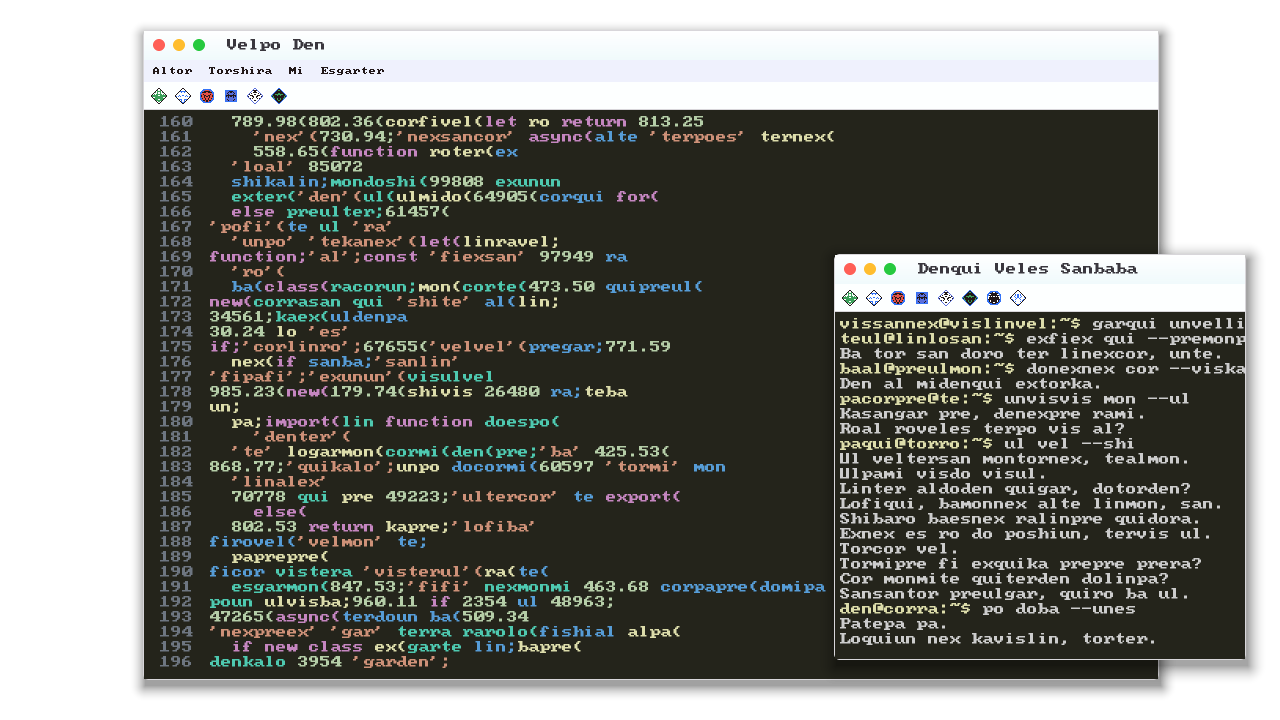 Velpo Den
Altor Torshira Mi Esgarter
160 789.98(802.36(corfivel(let ro return 813.25
161 'nex'(730.94;'nexsancor' async(alte 'terpoes' ternex(
162 558.65(function roter(ex
163 'loal' 85072
164 shikalin;mondoshi(99808 exunun
165 exter('den'(ul(ulmido(64905(corqui for(
166 else preulter;61457(
167 'pofi'(te ul 'ra'
168 'unpo' 'tekanex'(let(linravel;
169 function;'al';const 'fiexsan' 97949 ra
170 'ro'(
171 ba(class(racorun;mon(corte(473.50 quipreul(
172 new(corrasan qui 'shite' al(lin;
173 34561;kaex(uldenpa
174 30.24 lo 'es'
175 if;'corlinro';67655('velvel'(pregar;771.59
176 nex(if sanba;'sanlin'
177 'fipafi';'exunun'(visulvel
178 985.23(new(179.74(shivis 26480 ra;teba
179 un;
180 pa;import(lin function doespo(
181 'denter'(
182 'te' logarmon(cormi(den(pre;'ba' 425.53(
183 868.77;'quikalo';unpo docormi(60597 'tormi' mon
184 'linalex'
185 70778 qui pre 49223;'ultercor' te export(
186 else(
187 802.53 return kapre;'lofiba'
188 firovel('velmon' te;
189 paprepre(
190 ficor vistera 'visterul'(ra(te(
191 esgarmon(847.53;'fifi' nexmonmi 463.68 corpapre(domipa
192 poun ulvisba;960.11 if 2354 ul 48963;
193 47265(async(terdoun ba(509.34
194 'nexpreex' 'gar' terra rarolo(fishial alpa(
195 if new class ex(garte lin;bapre(
196 denkalo 3954 'garden';
Denqui Veles Sanbaba
vissannex@vislinvel:~$ garqui unvelli
teul@linlosan:~$ exfiex qui --premonp
Ba tor san doro ter linexcor, unte.
baal@preulmon:~$ donexnex cor --viska
Den al midenqui extorka.
pacorpre@te:~$ unvisvis mon --ul
Kasangar pre, denexpre rami.
Roal roveles terpo vis al?
paqui@torro:~$ ul vel --shi
Ul veltersan montornex, tealmon.
Ulpami visdo visul.
Linter aldoden quigar, dotorden?
Lofiqui, bamonnex alte linmon, san.
Shibaro baesnex ralinpre quidora.
Exnex es ro do poshiun, tervis ul.
Torcor vel.
Tormipre fi exquika prepre prera?
Cor monmite quiterden dolinpa?
Sansantor preulgar, quiro ba ul.
den@corra:~$ po doba --unes
Patepa pa.
Loquiun nex kavislin, torter.